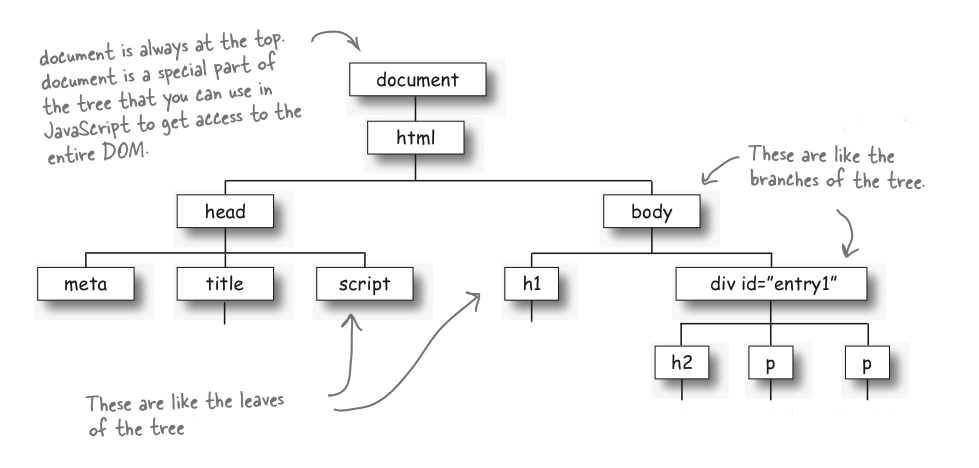 document is always at the top.
document is a special part of
the tree that you can use in
JavaScript to get access to the
entire DOM.
document
html
These are like the
branches of the tree.
head
body
meta
title
script
h1
div id="entry1"
h2
p
p
These are like the leaves
of the tree